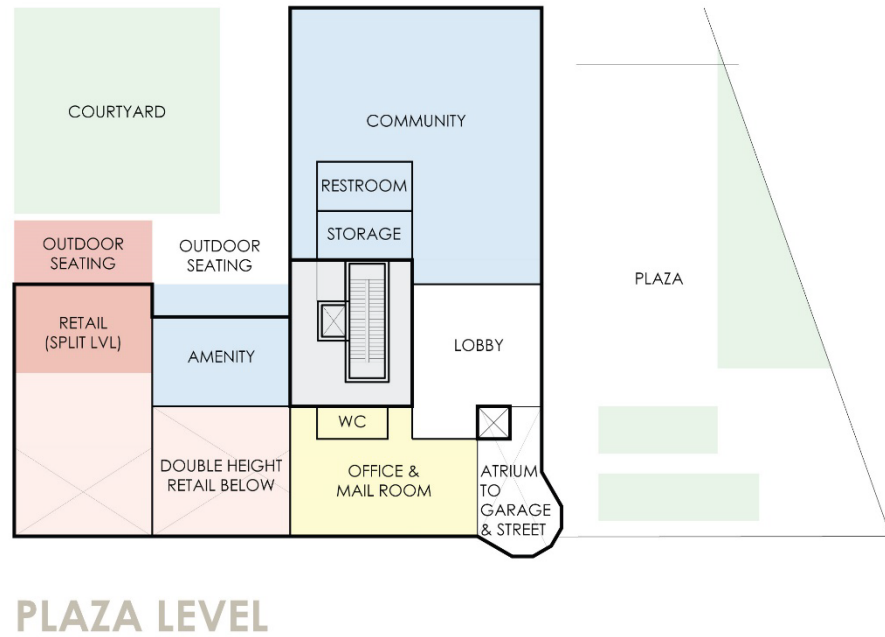 COURTYARD
COMMUNITY
RESTROOM
STORAGE
OUTDOOR
SEATING
OUTDOOR
SEATING
PLAZA
RETAIL
(SPLIT LVL)
AMENITY
LOBBY
WC
DOUBLE HEIGHT
RETAIL BELOW
OFFICE &
MAIL ROOM
ATRIUM
TO
GARAGE
& STREET
PLAZA LEVEL